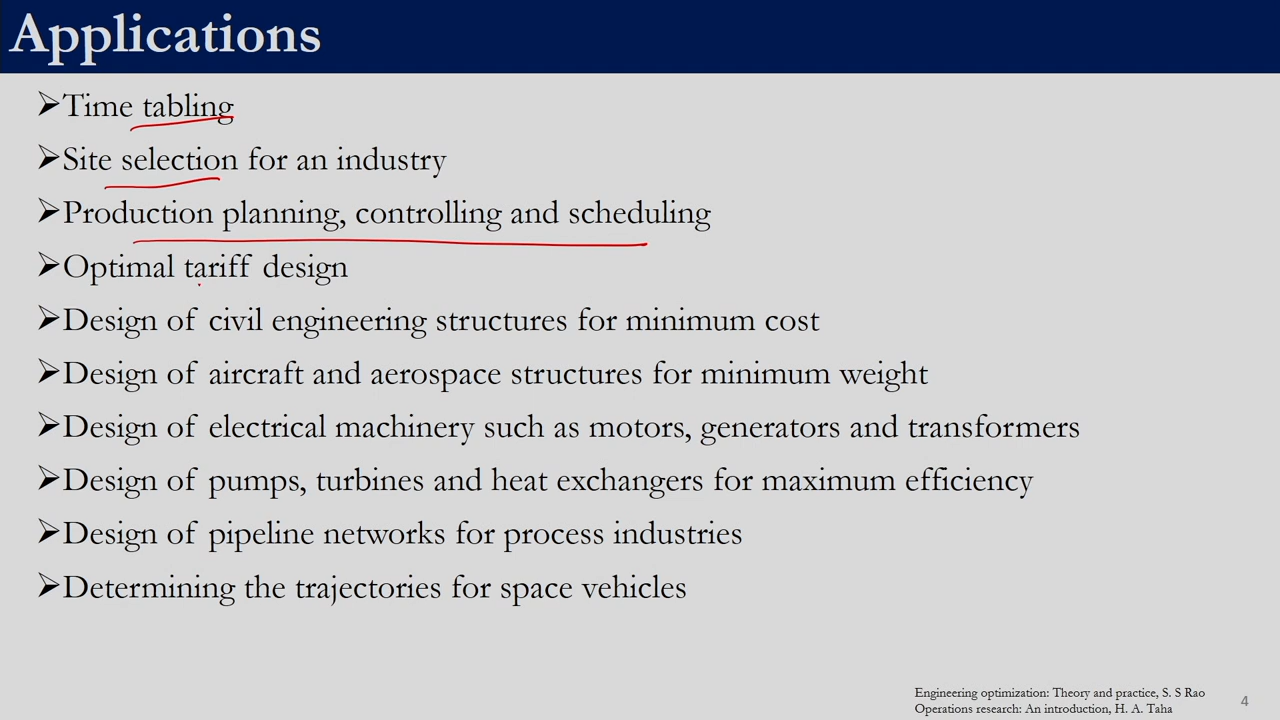 Applications
➢Time tabling
➢Site selection for an industry
➢Production planning, controlling and scheduling
➢Optimal tariff design
➢Design of civil engineering structures for minimum cost
➢Design of aircraft and aerospace structures for minimum weight
➢Design of electrical machinery such as motors, generators and transformers
➢Design of pumps, turbines and heat exchangers for maximum efficiency
➢Design of pipeline networks for process industries
➢Determining the trajectories for space vehicles
Engineering optimization: Theory and practice, S. S Rao
Operations research: An introduction, H. A. Taha
4